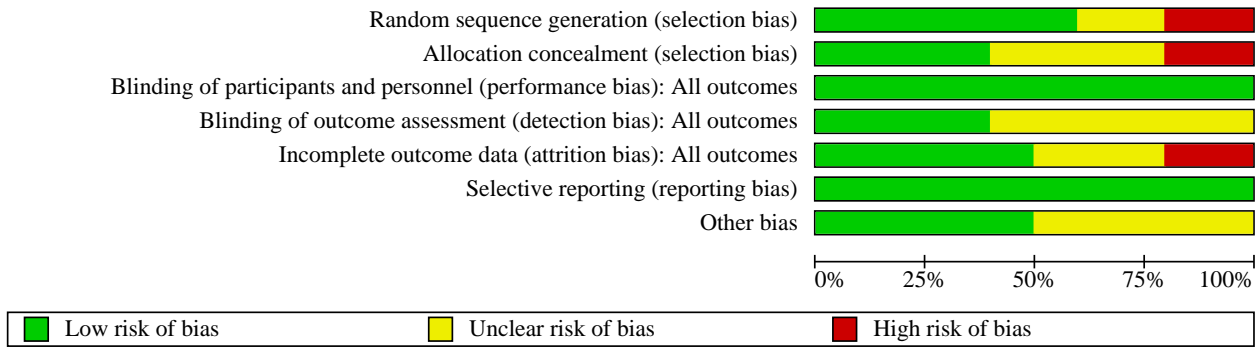 Random sequence generation (selection bias)
Allocation concealment (selection bias)
Blinding of participants and personnel (performance bias): All outcomes
Blinding of outcome assessment (detection bias): All outcomes
Incomplete outcome data (attrition bias): All outcomes
Selective reporting (reporting bias)
Other bias
0% 25% 50% 75% 100%
Low risk of bias Unclear risk of bias High risk of bias